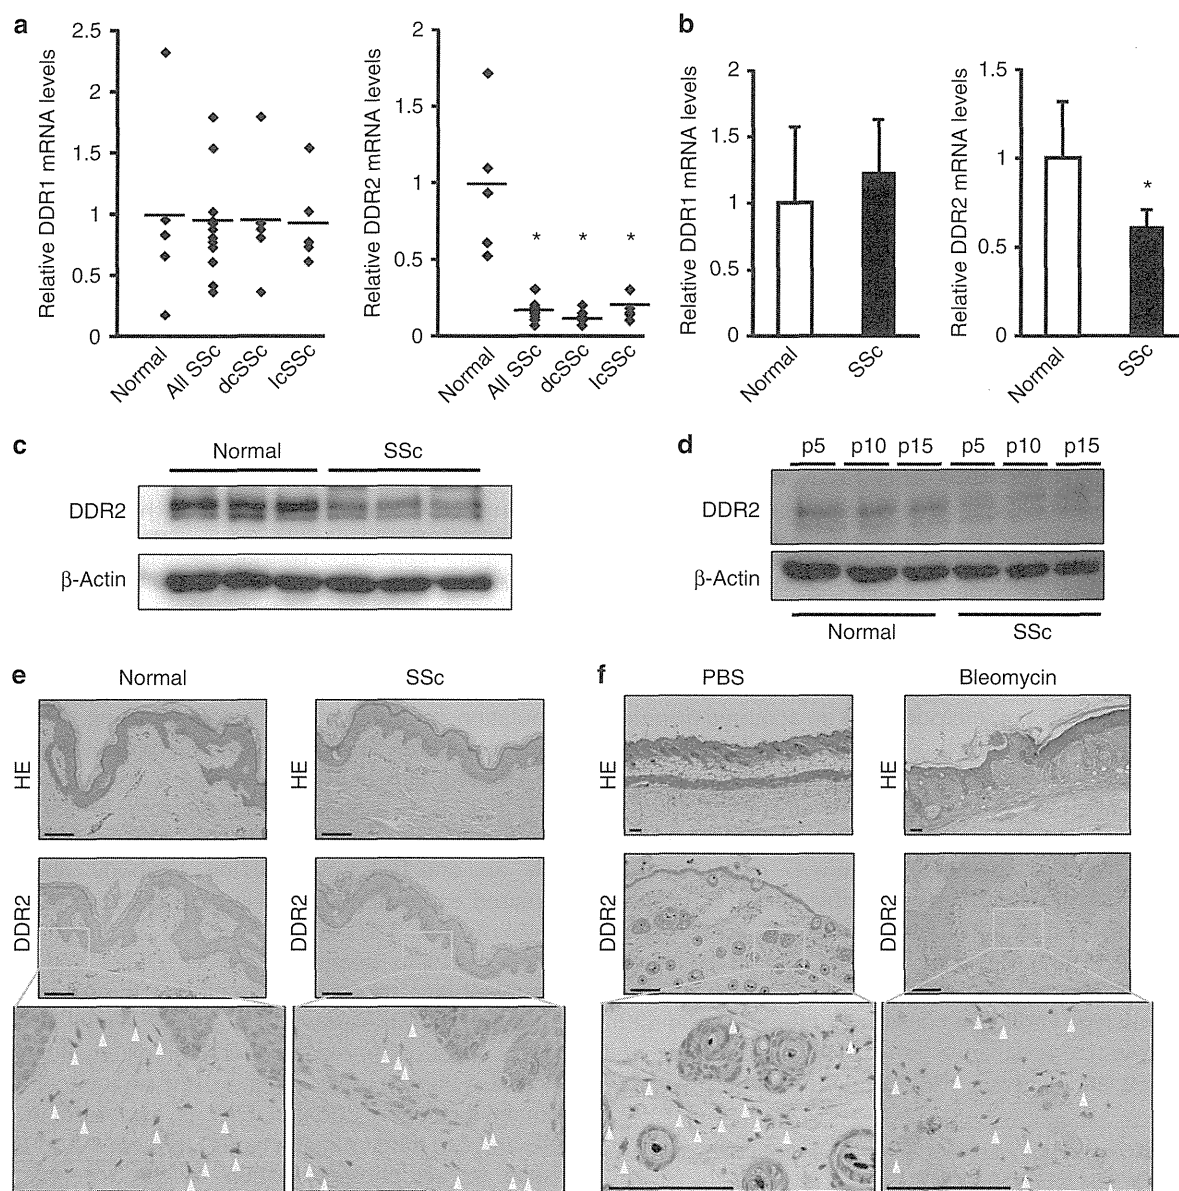 a
Relative DDR1 mRNA levels
2.5
2
1.5
1
0.5
0
Normal
All SSc
dcSSc
lcSSc
Relative DDR2 mRNA levels
2
1.5
1
0.5
0
*
*
*
Normal
All SSc
dcSSc
lcSSc
b
Relative DDR1 mRNA levels
2
1.5
1
0.5
0
Normal
SSc
Relative DDR2 mRNA levels
1.5
1
0.5
0
*
Normal
SSc
c
Normal
SSc
DDR2
β-Actin
d
p5
p10
p15
p5
p10
p15
DDR2
β-Actin
Normal
SSc
e
Normal
SSc
HE
HE
DDR2
DDR2
f
PBS
Bleomycin
HE
HE
DDR2
DDR2